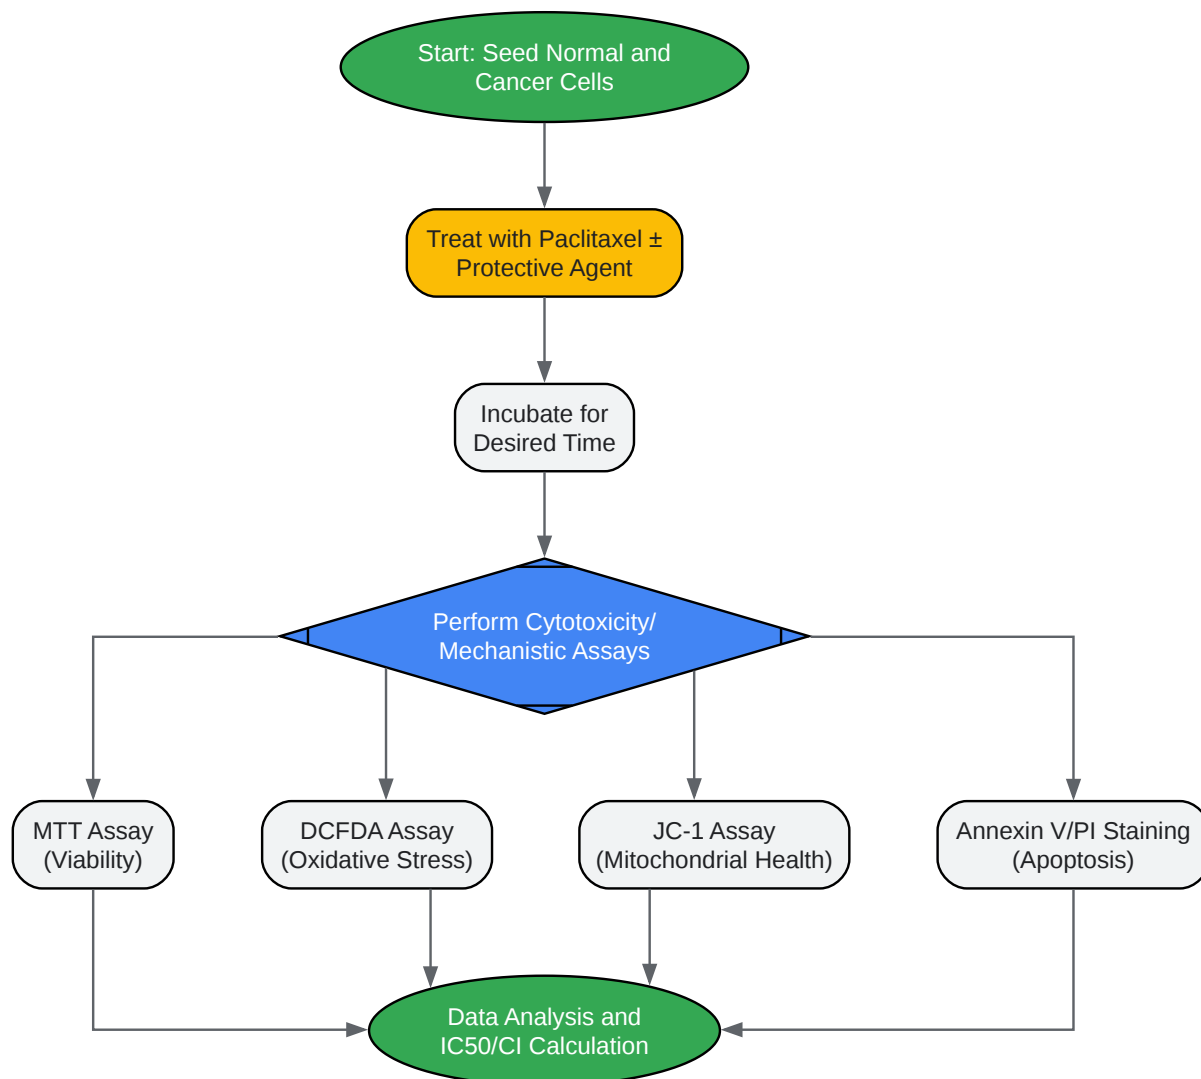 Start: Seed Normal and
Cancer Cells
Treat with Paclitaxel ±
Protective Agent
Incubate for
Desired Time
Perform Cytotoxicity/
Mechanistic Assays
MTT Assay
(Viability)
DCFDA Assay
(Oxidative Stress)
JC-1 Assay
(Mitochondrial Health)
Annexin V/PI Staining
(Apoptosis)
Data Analysis and
IC50/CI Calculation